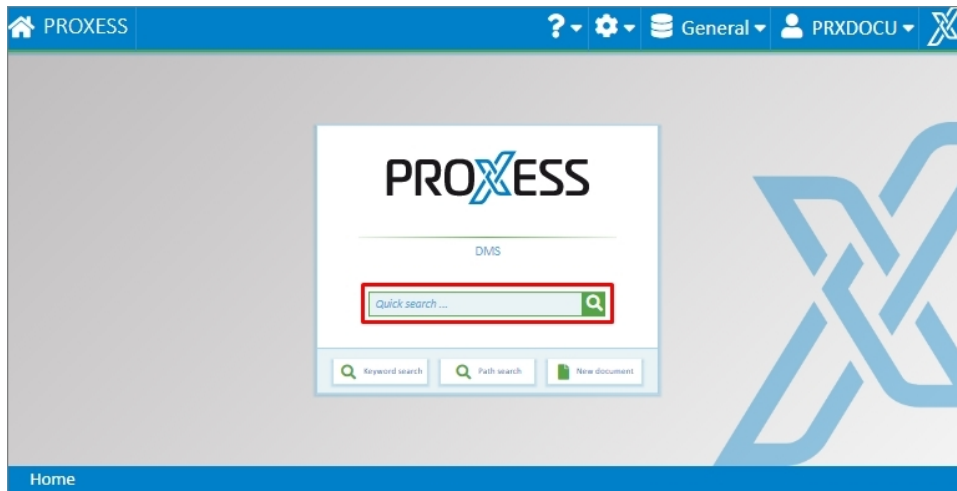 PROXESS ? General PRXDOCU
PROXESS
DMS
Quick search ...
Keyword search Path search New document
Home